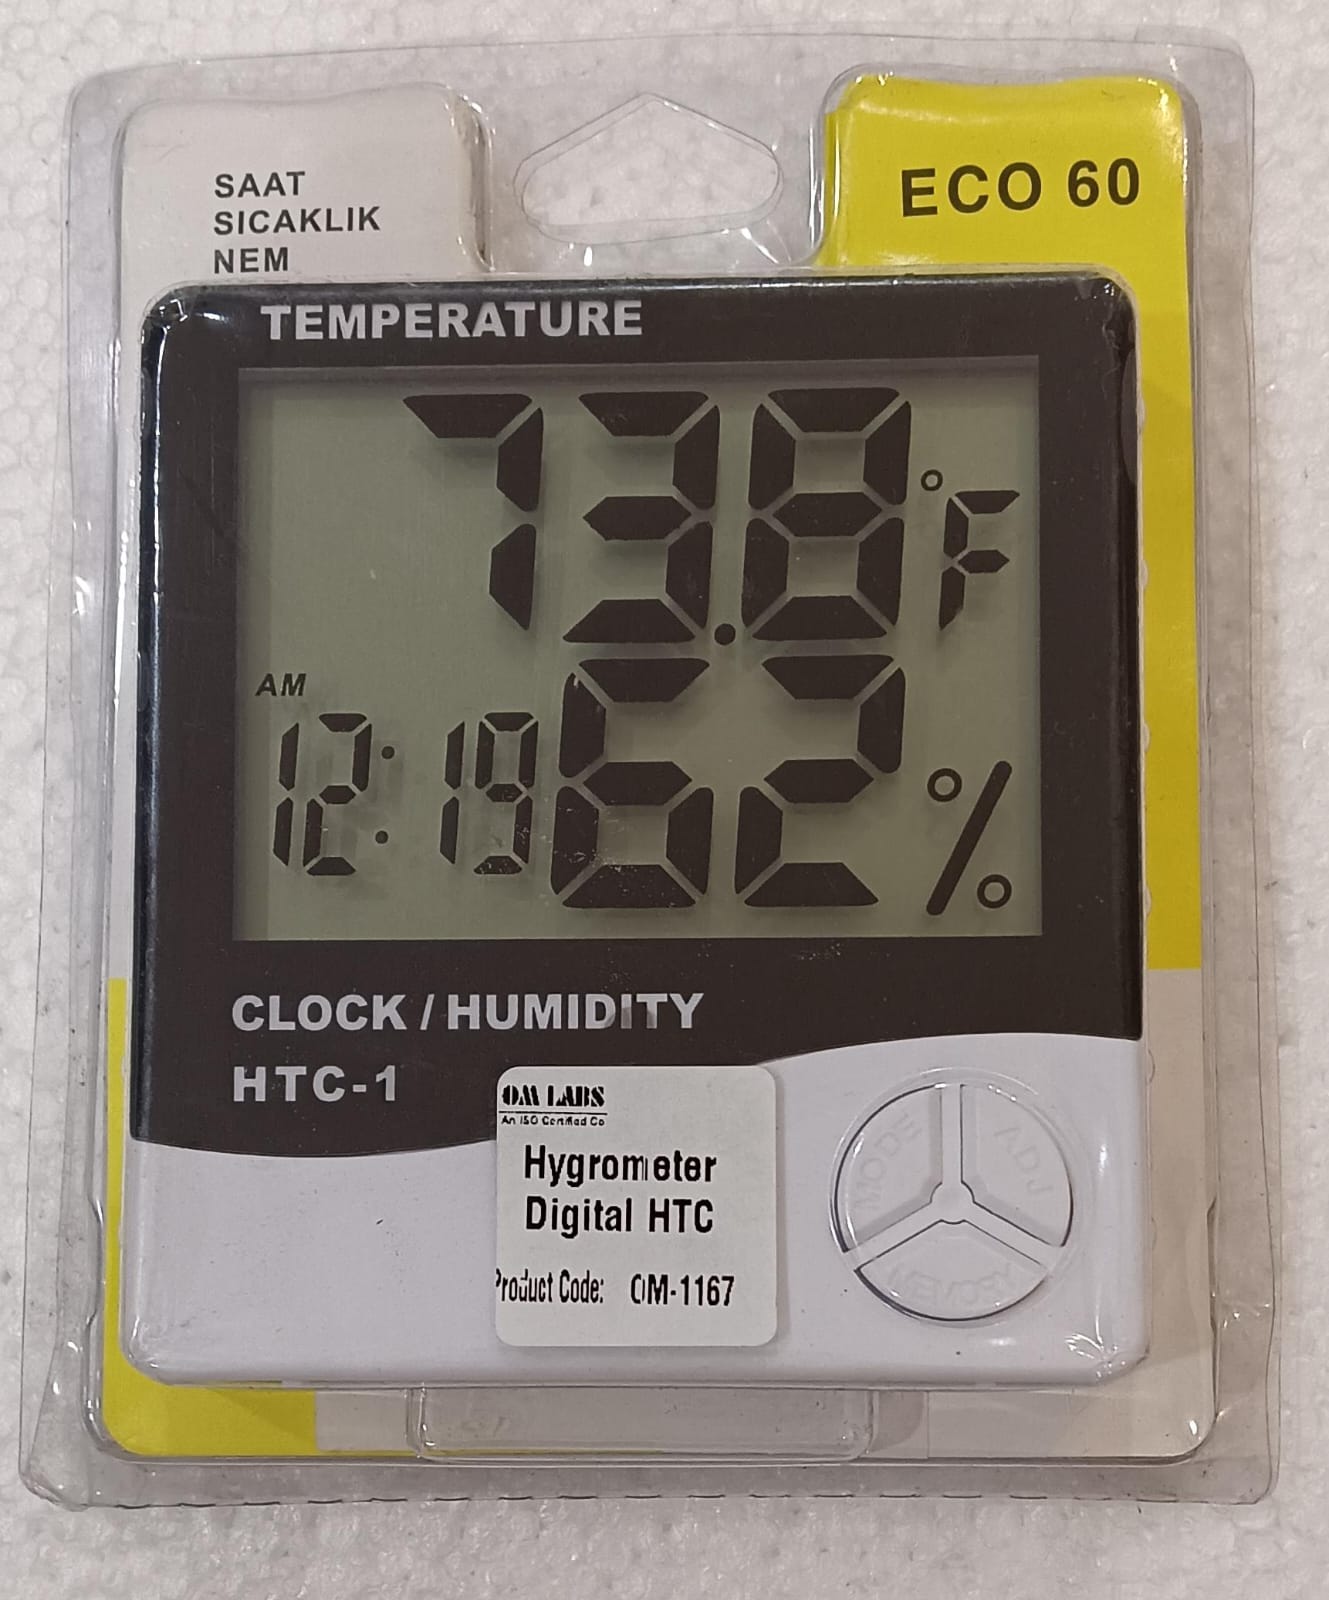 SAAT
SICAKLIK
NEM
ECO 60
TEMPERATURE
73.8 °F
AM
12:19
62 %
CLOCK / HUMIDITY
HTC-1
OM LABS
An ISO Certified Co
Hygrometer
Digital HTC
Product Code: OM-1167
MODE
ADJ
MEMORY